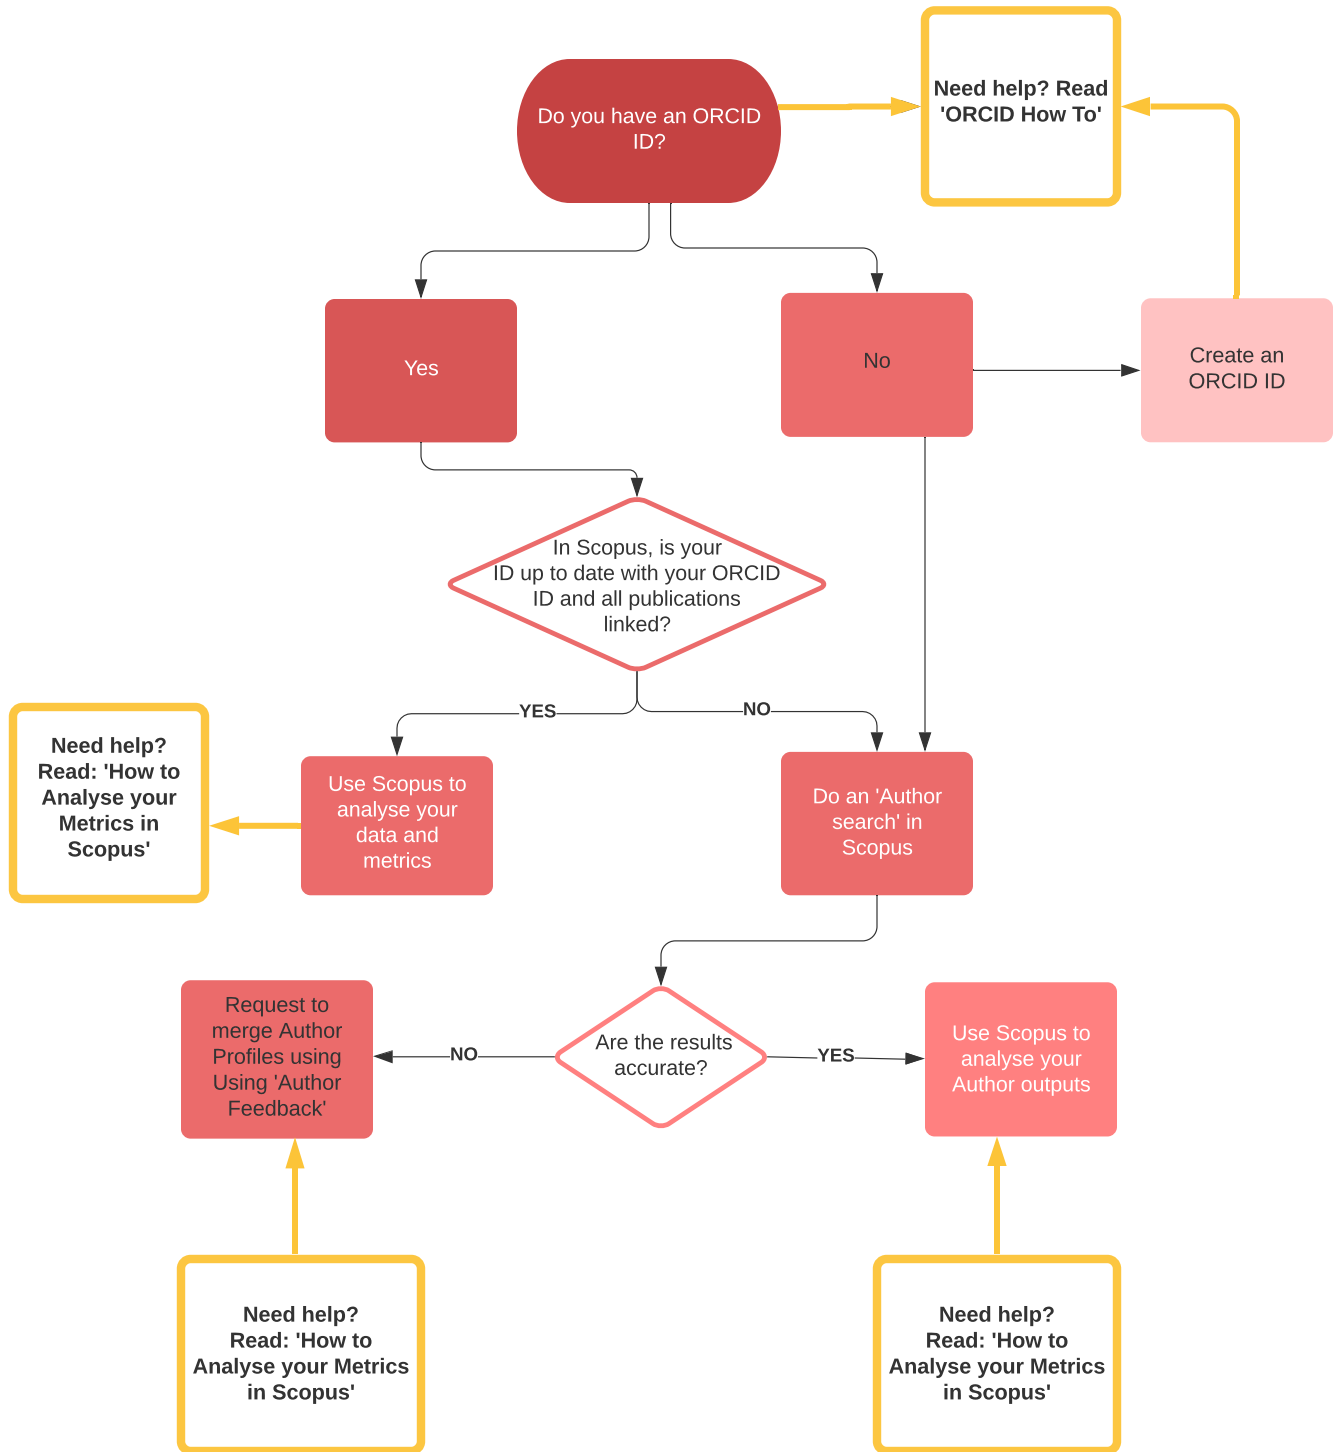 Do you have an ORCID
ID?
Need help? Read
'ORCID How To'
Yes
No
Create an
ORCID ID
In Scopus, is your
ID up to date with your ORCID
ID and all publications
linked?
YES
NO
Need help?
Read: 'How to
Analyse your
Metrics in
Scopus'
Use Scopus to
analyse your
data and
metrics
Do an 'Author
search' in
Scopus
Request to
merge Author
Profiles using
Using 'Author
Feedback'
NO
Are the results
accurate?
YES
Use Scopus to
analyse your
Author outputs
Need help?
Read: 'How to
Analyse your Metrics
in Scopus'
Need help?
Read: 'How to
Analyse your Metrics
in Scopus'